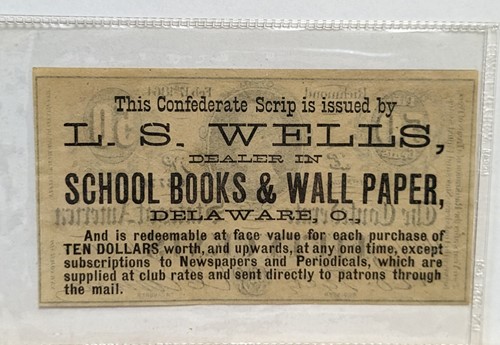 This Confederate Scrip is issued by
L. S. WELLS,
DEALER IN
SCHOOL BOOKS & WALL PAPER,
DELAWARE, O.,
And is redeemable at face value for each purchase of
TEN DOLLARS worth, and upwards, at any one time, except
subscriptions to Newspapers and Periodicals, which are
supplied at club rates and sent directly to patrons through
the mail.